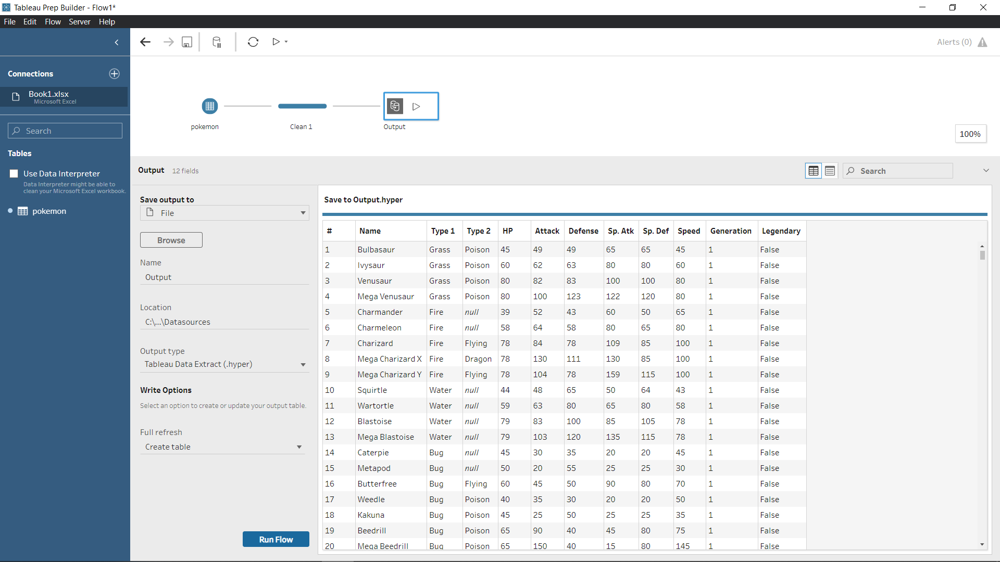 Tableau Prep Builder - Flow1*
File Edit Flow Server Help
Alerts (0)
Connections
Book1.xlsx
Microsoft Excel
Search
Tables
Use Data Interpreter
Data Interpreter might be able to
clean your Microsoft Excel workbook.
pokemon
pokemon Clean 1 Output
100%
Output 12 fields
Search
Save output to
File
Browse
Name
Output
Location
C:\...\Datasources
Output type
Tableau Data Extract (.hyper)
Write Options
Select an option to create or update your output table.
Full refresh
Create table
Run Flow
Save to Output.hyper
# Name Type 1 Type 2 HP Attack Defense Sp. Atk Sp. Def Speed Generation Legendary
1 Bulbasaur Grass Poison 45 49 49 65 65 45 1 False
2 Ivysaur Grass Poison 60 62 63 80 80 60 1 False
3 Venusaur Grass Poison 80 82 83 100 100 80 1 False
4 Mega Venusaur Grass Poison 80 100 123 122 120 80 1 False
5 Charmander Fire null 39 52 43 60 50 65 1 False
6 Charmeleon Fire null 58 64 58 80 65 80 1 False
7 Charizard Fire Flying 78 84 78 109 85 100 1 False
8 Mega Charizard X Fire Dragon 78 130 111 130 85 100 1 False
9 Mega Charizard Y Fire Flying 78 104 78 159 115 100 1 False
10 Squirtle Water null 44 48 65 50 64 43 1 False
11 Wartortle Water null 59 63 80 65 80 58 1 False
12 Blastoise Water null 79 83 100 85 105 78 1 False
13 Mega Blastoise Water null 79 103 120 135 115 78 1 False
14 Caterpie Bug null 45 30 35 20 20 45 1 False
15 Metapod Bug null 50 20 55 25 25 30 1 False
16 Butterfree Bug Flying 60 45 50 90 80 70 1 False
17 Weedle Bug Poison 40 35 30 20 20 50 1 False
18 Kakuna Bug Poison 45 25 50 25 25 35 1 False
19 Beedrill Bug Poison 65 90 40 45 80 75 1 False
20 Mega Beedrill Bug Poison 65 150 40 15 80 145 1 False